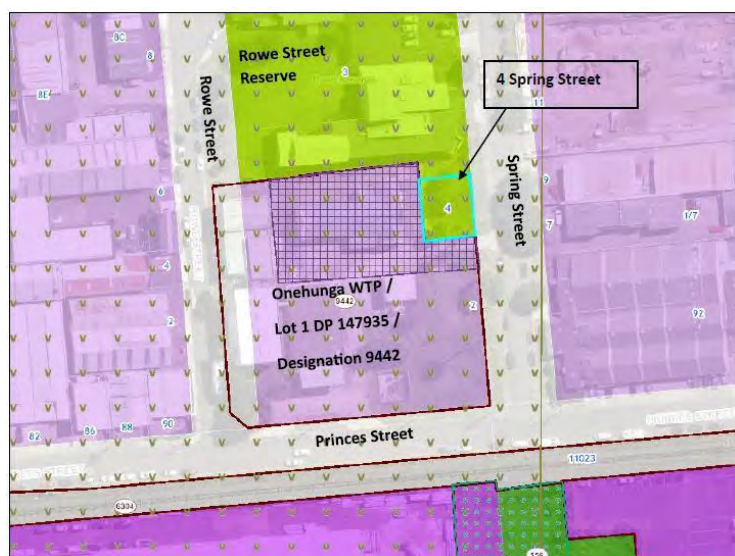 8C
8
8E
Rowe Street
Rowe Street
Reserve
3
4 Spring Street
11
6
9
Spring Street
4
7
1/7
4
Onehunga WTP /
9442
Lot 1 DP 147935 /
2
2
92
Designation 9442
82
86
88
90
Princes Street
11023
6304